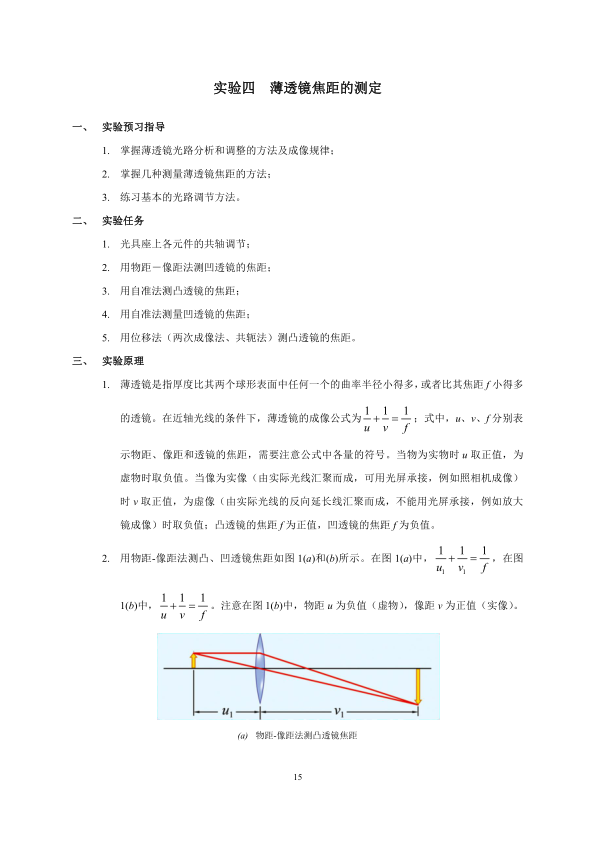 实验四　薄透镜焦距的测定
一、 实验预习指导
1. 掌握薄透镜光路分析和调整的方法及成像规律；
2. 掌握几种测量薄透镜焦距的方法；
3. 练习基本的光路调节方法。
二、 实验任务
1. 光具座上各元件的共轴调节；
2. 用物距－像距法测凹透镜的焦距；
3. 用自准法测凸透镜的焦距；
4. 用自准法测量凹透镜的焦距；
5. 用位移法（两次成像法、共轭法）测凸透镜的焦距。
三、 实验原理
1. 薄透镜是指厚度比其两个球形表面中任何一个的曲率半径小得多，或者比其焦距 f 小得多
的透镜。在近轴光线的条件下，薄透镜的成像公式为 1/u + 1/v = 1/f ；式中，u、v、f 分别表
示物距、像距和透镜的焦距，需要注意公式中各量的符号。当物为实物时 u 取正值，为
虚物时取负值。当像为实像（由实际光线汇聚而成，可用光屏承接，例如照相机成像）
时 v 取正值，为虚像（由实际光线的反向延长线汇聚而成，不能用光屏承接，例如放大
镜成像）时取负值；凸透镜的焦距 f 为正值，凹透镜的焦距 f 为负值。
2. 用物距-像距法测凸、凹透镜焦距如图 1(a)和(b)所示。在图 1(a)中， 1/u₁ + 1/v₁ = 1/f ，在图
1(b)中， 1/u + 1/v = 1/f 。注意在图 1(b)中，物距 u 为负值（虚物），像距 v 为正值（实像）。
u₁ v₁
(a) 物距-像距法测凸透镜焦距
15